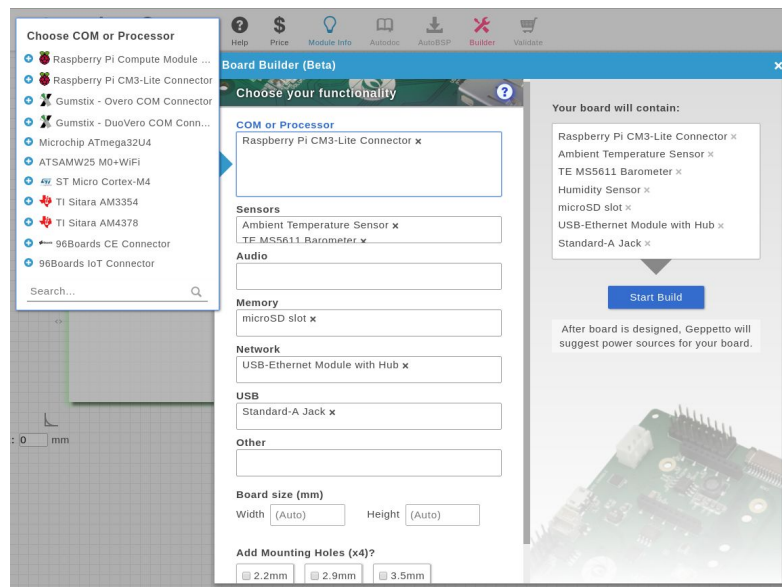 Choose COM or Processor
Raspberry Pi Compute Module ...
Raspberry Pi CM3-Lite Connector
Gumstix - Overo COM Connector
Gumstix - DuoVero COM Conn...
Microchip ATmega32U4
ATSAMW25 M0+WiFi
ST Micro Cortex-M4
TI Sitara AM3354
TI Sitara AM4378
96Boards CE Connector
96Boards IoT Connector
Search...
: 0 mm
Help Price Module Info Autodoc AutoBSP Builder Validate
Board Builder (Beta) ×
Choose your functionality ?
COM or Processor
Raspberry Pi CM3-Lite Connector ×
Sensors
Ambient Temperature Sensor ×
TE MS5611 Barometer ×
Audio
Memory
microSD slot ×
Network
USB-Ethernet Module with Hub ×
USB
Standard-A Jack ×
Other
Board size (mm)
Width (Auto) Height (Auto)
Add Mounting Holes (x4)?
2.2mm 2.9mm 3.5mm
Your board will contain:
Raspberry Pi CM3-Lite Connector ×
Ambient Temperature Sensor ×
TE MS5611 Barometer ×
Humidity Sensor ×
microSD slot ×
USB-Ethernet Module with Hub ×
Standard-A Jack ×
Start Build
After board is designed, Geppetto will
suggest power sources for your board.